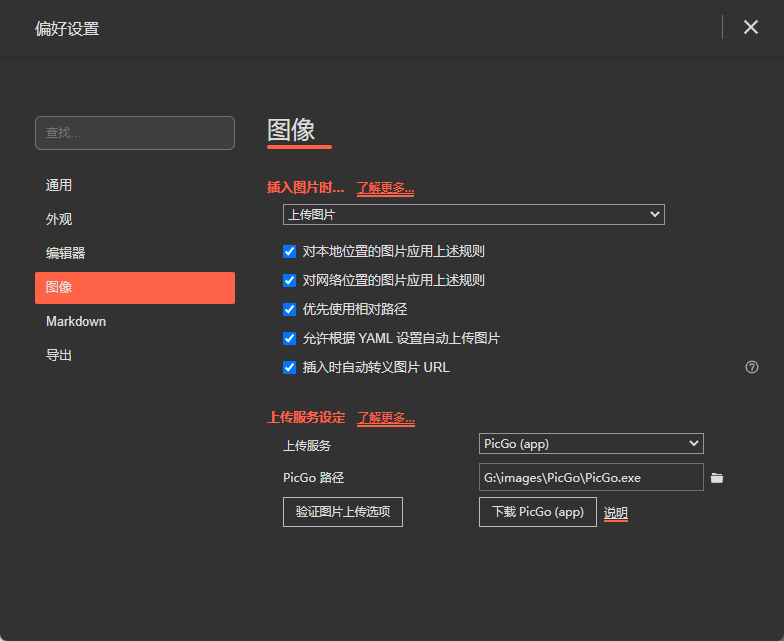 偏好设置
查找...
通用
外观
编辑器
图像
Markdown
导出
图像
插入图片时... 了解更多...
上传图片
对本地位置的图片应用上述规则
对网络位置的图片应用上述规则
优先使用相对路径
允许根据 YAML 设置自动上传图片
插入时自动转义图片 URL
上传服务设定 了解更多...
上传服务 PicGo (app)
PicGo 路径 G:\images\PicGo\PicGo.exe
验证图片上传选项 下载 PicGo (app) 说明